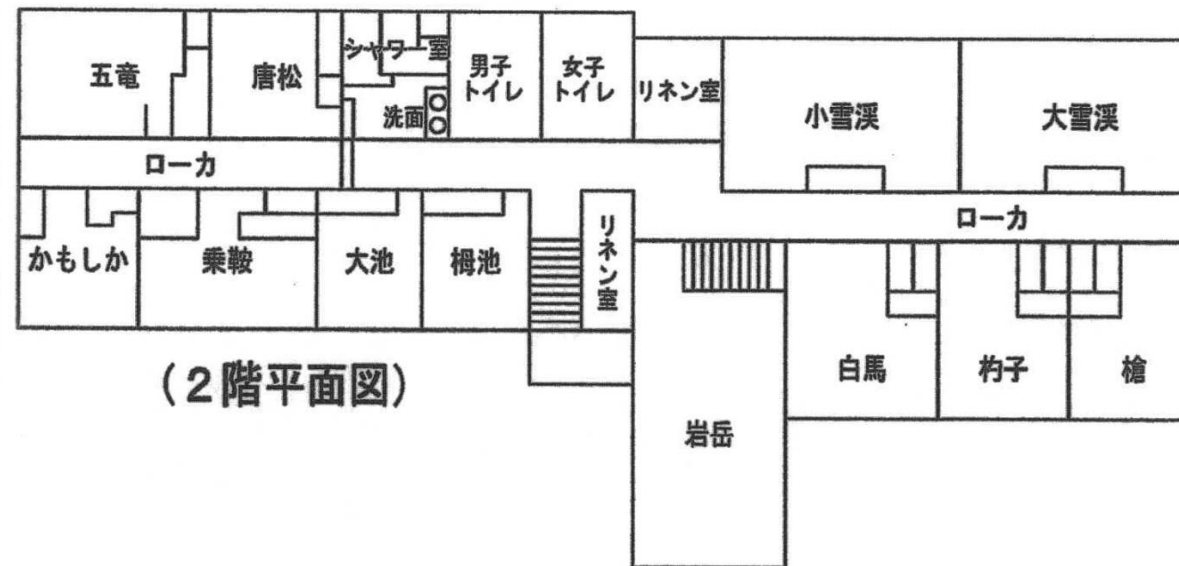 五竜
唐松
シャワー室
洗面
男子
トイレ
女子
トイレ
リネン室
小雪渓
大雪渓
ローカ
ローカ
かもしか
乗鞍
大池
栂池
リネン室
白馬
杓子
槍
岩岳
(2階平面図)